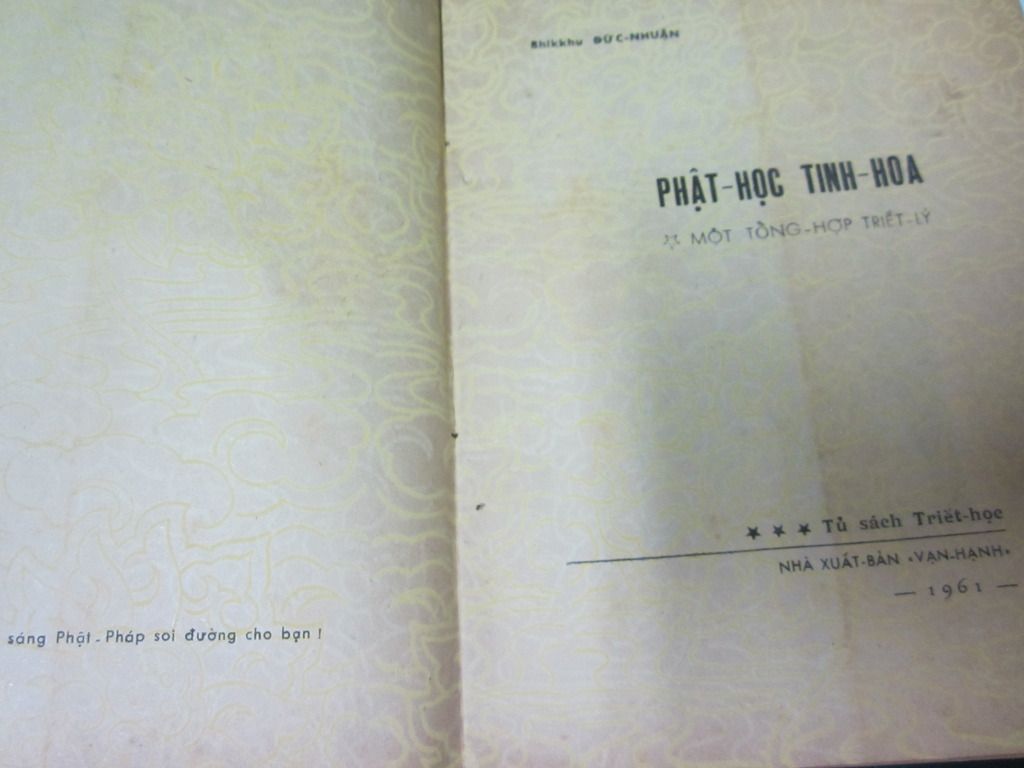 sáng Phật-Pháp soi đường cho bạn !
Bhikkhu ĐỨC-NHUẬN
PHẬT-HỌC TINH-HOA
MỘT TỔNG-HỢP TRIẾT-LÝ
★ ★ ★ Tủ sách Triết-học
NHÀ XUẤT-BẢN «VẠN-HẠNH»
— 1961 —